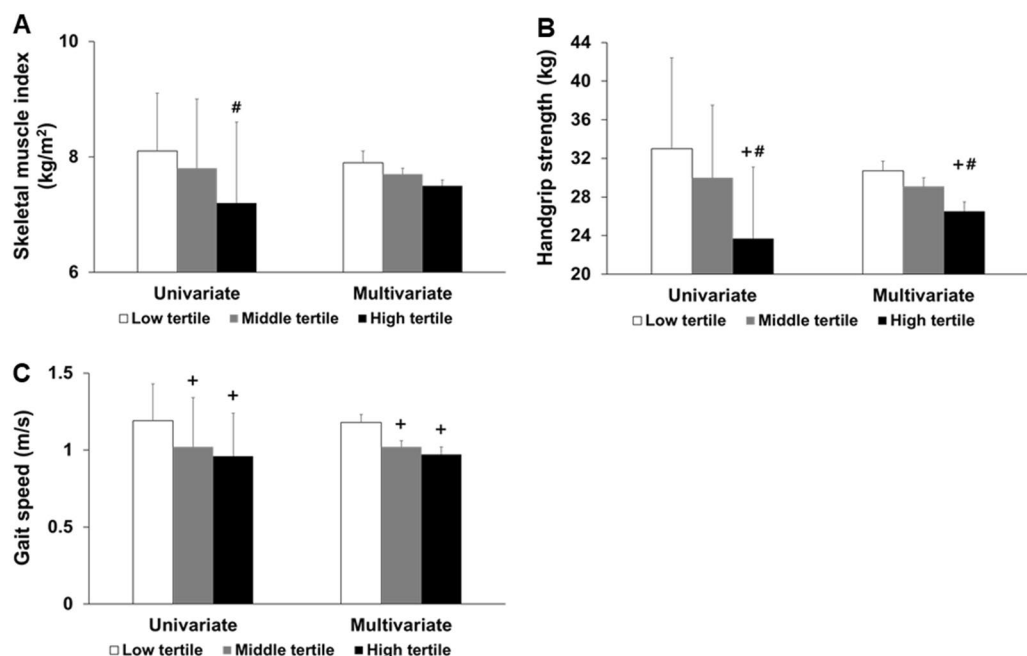 A
Skeletal muscle index
(kg/m²)
10
8
6
#
Univariate
Multivariate
Low tertile Middle tertile High tertile
B
Handgrip strength (kg)
44
40
36
32
28
24
20
+#
+#
Univariate
Multivariate
Low tertile Middle tertile High tertile
C
Gait speed (m/s)
1.5
1
0.5
0
+
+
+
+
Univariate
Multivariate
Low tertile Middle tertile High tertile